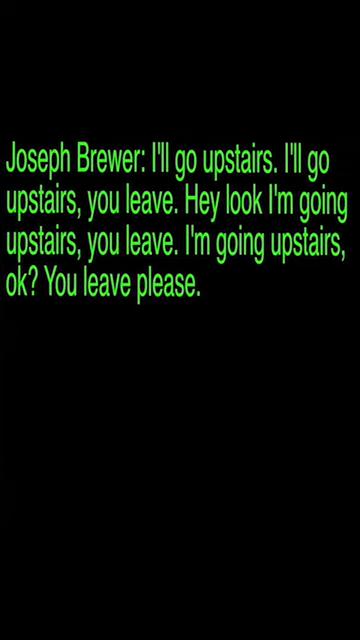 Joseph Brewer: I'll go upstairs. I'll go
upstairs, you leave. Hey look I'm going
upstairs, you leave. I'm going upstairs,
ok? You leave please.